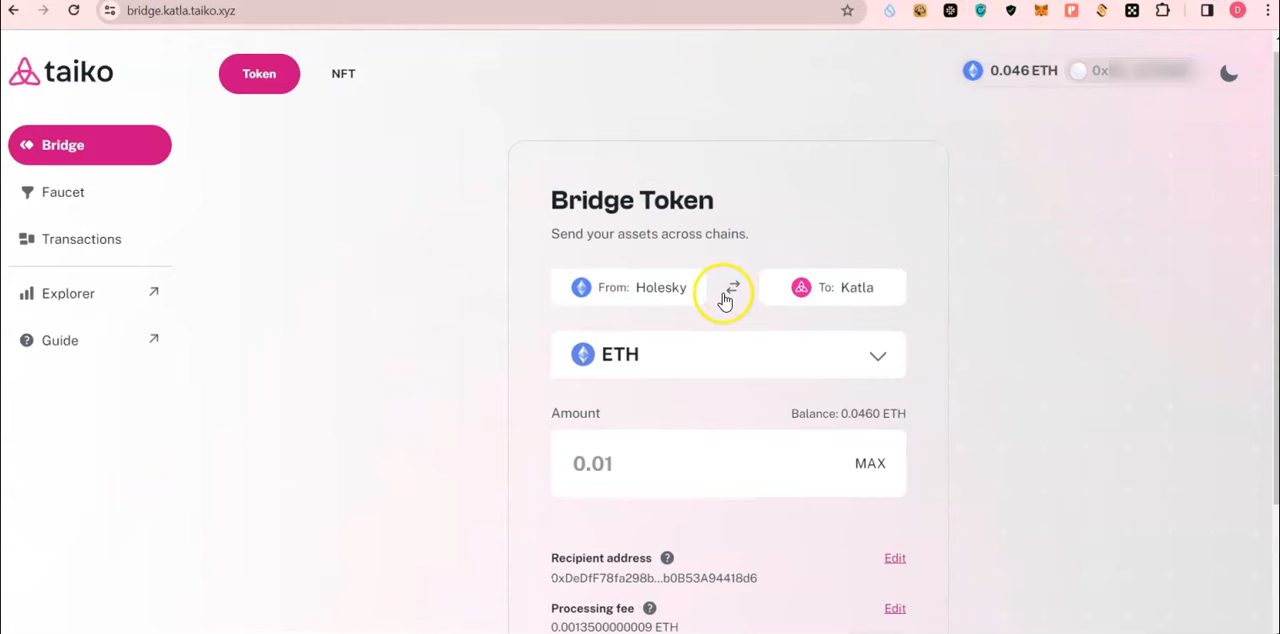 bridge.katla.taiko.xyz
D
taiko
Token
NFT
0.046 ETH
0x
Bridge
Faucet
Transactions
Explorer
Guide
Bridge Token
Send your assets across chains.
From: Holesky
To: Katla
ETH
Amount
Balance: 0.0460 ETH
0.01
MAX
Recipient address
Edit
0xDeDfF78fa298b...b0B53A94418d6
Processing fee
Edit
0.0013500000009 ETH